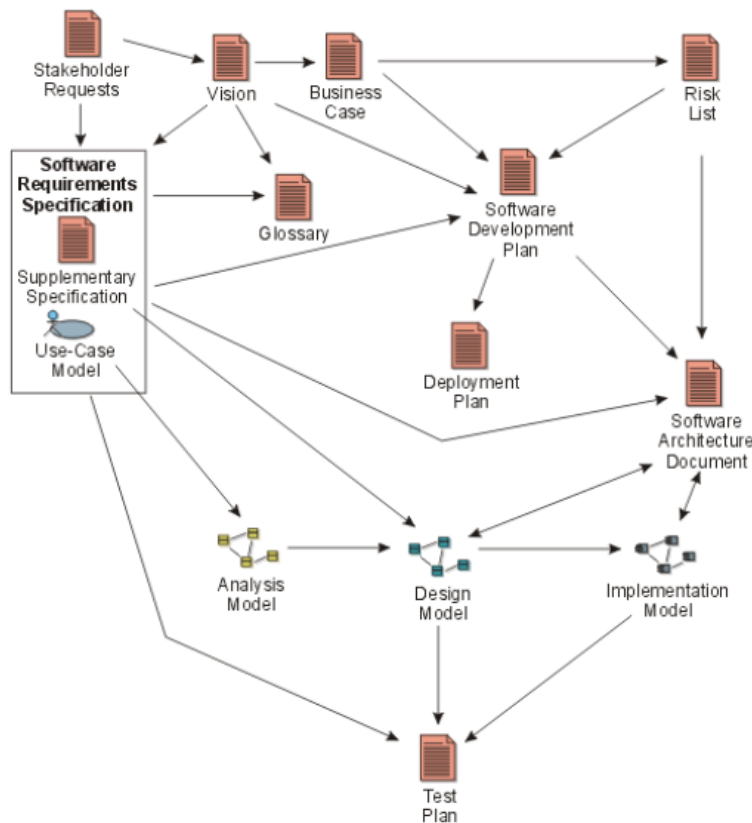 Stakeholder
Requests
Vision
Business
Case
Risk
List
Software
Requirements
Specification
Supplementary
Specification
Use-Case
Model
Glossary
Software
Development
Plan
Deployment
Plan
Software
Architecture
Document
Analysis
Model
Design
Model
Implementation
Model
Test
Plan